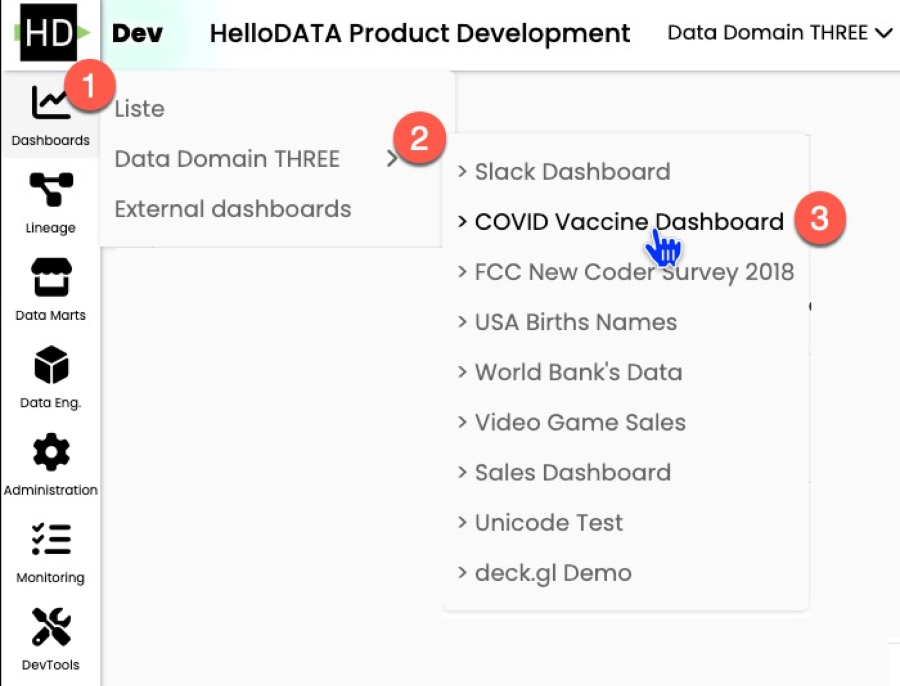 HD Dev HelloDATA Product Development Data Domain THREE
1
Dashboards
Lineage
Data Marts
Data Eng.
Administration
Monitoring
DevTools
Liste
Data Domain THREE > 2
External dashboards
> Slack Dashboard
> COVID Vaccine Dashboard 3
> FCC New Coder Survey 2018
> USA Births Names
> World Bank's Data
> Video Game Sales
> Sales Dashboard
> Unicode Test
> deck.gl Demo